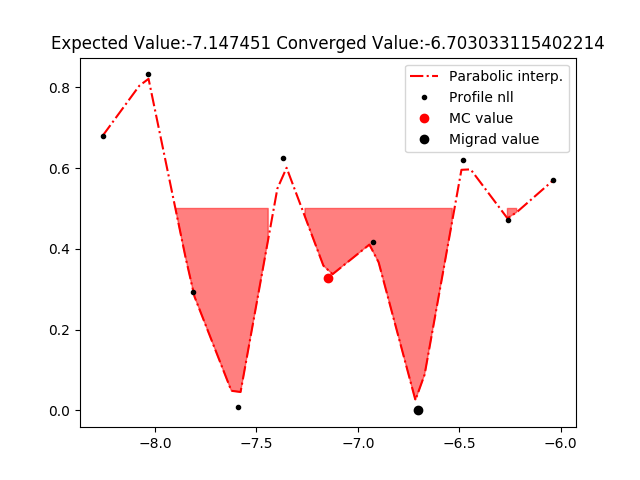 Expected Value:-7.147451 Converged Value:-6.703033115402214
Parabolic interp.
Profile nll
MC value
Migrad value
0.8
0.6
0.4
0.2
0.0
−8.0 −7.5 −7.0 −6.5 −6.0